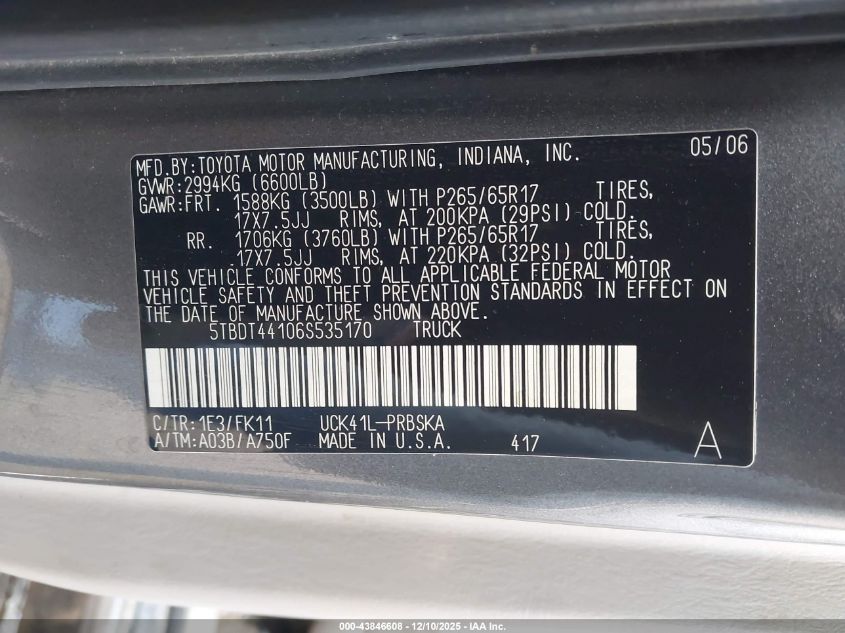 MFD.BY:TOYOTA MOTOR MANUFACTURING, INDIANA, INC. 05/06
GVWR:2994KG (6600LB)
GAWR:FRT. 1588KG (3500LB) WITH P265/65R17 TIRES,
17X7.5JJ RIMS, AT 200KPA (29PSI) COLD.
RR. 1706KG (3760LB) WITH P265/65R17 TIRES,
17X7.5JJ RIMS, AT 220KPA (32PSI) COLD.
THIS VEHICLE CONFORMS TO ALL APPLICABLE FEDERAL MOTOR
VEHICLE SAFETY AND THEFT PREVENTION STANDARDS IN EFFECT ON
THE DATE OF MANUFACTURE SHOWN ABOVE.
5TBDT44106S535170 TRUCK
C/TR:1E3/FK11 UCK41L-PRBSKA
A/TM:A03B/A750F MADE IN U.S.A. 417 A
000-43846608 - 12/10/2025 - IAA Inc.